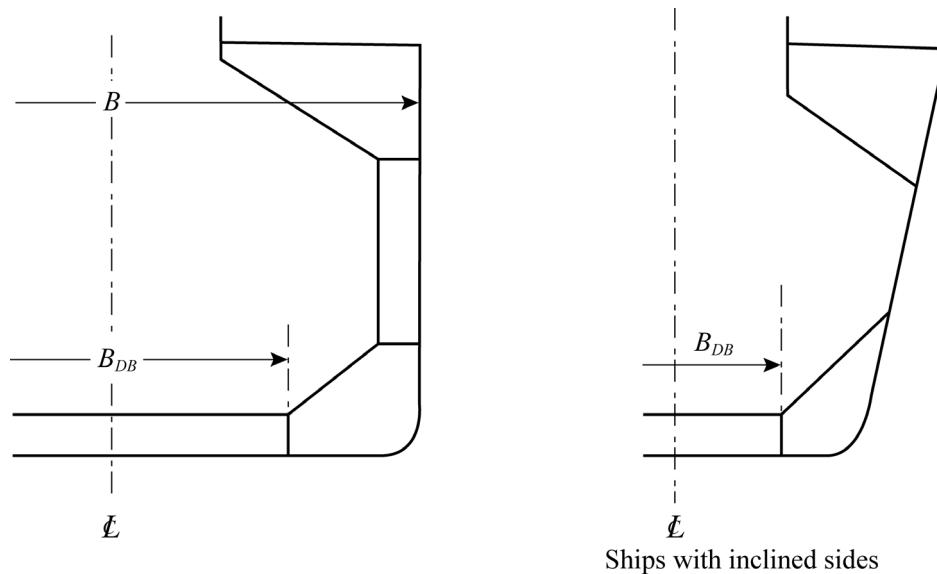 B
B_DB
B_DB
℄
℄
Ships with inclined sides